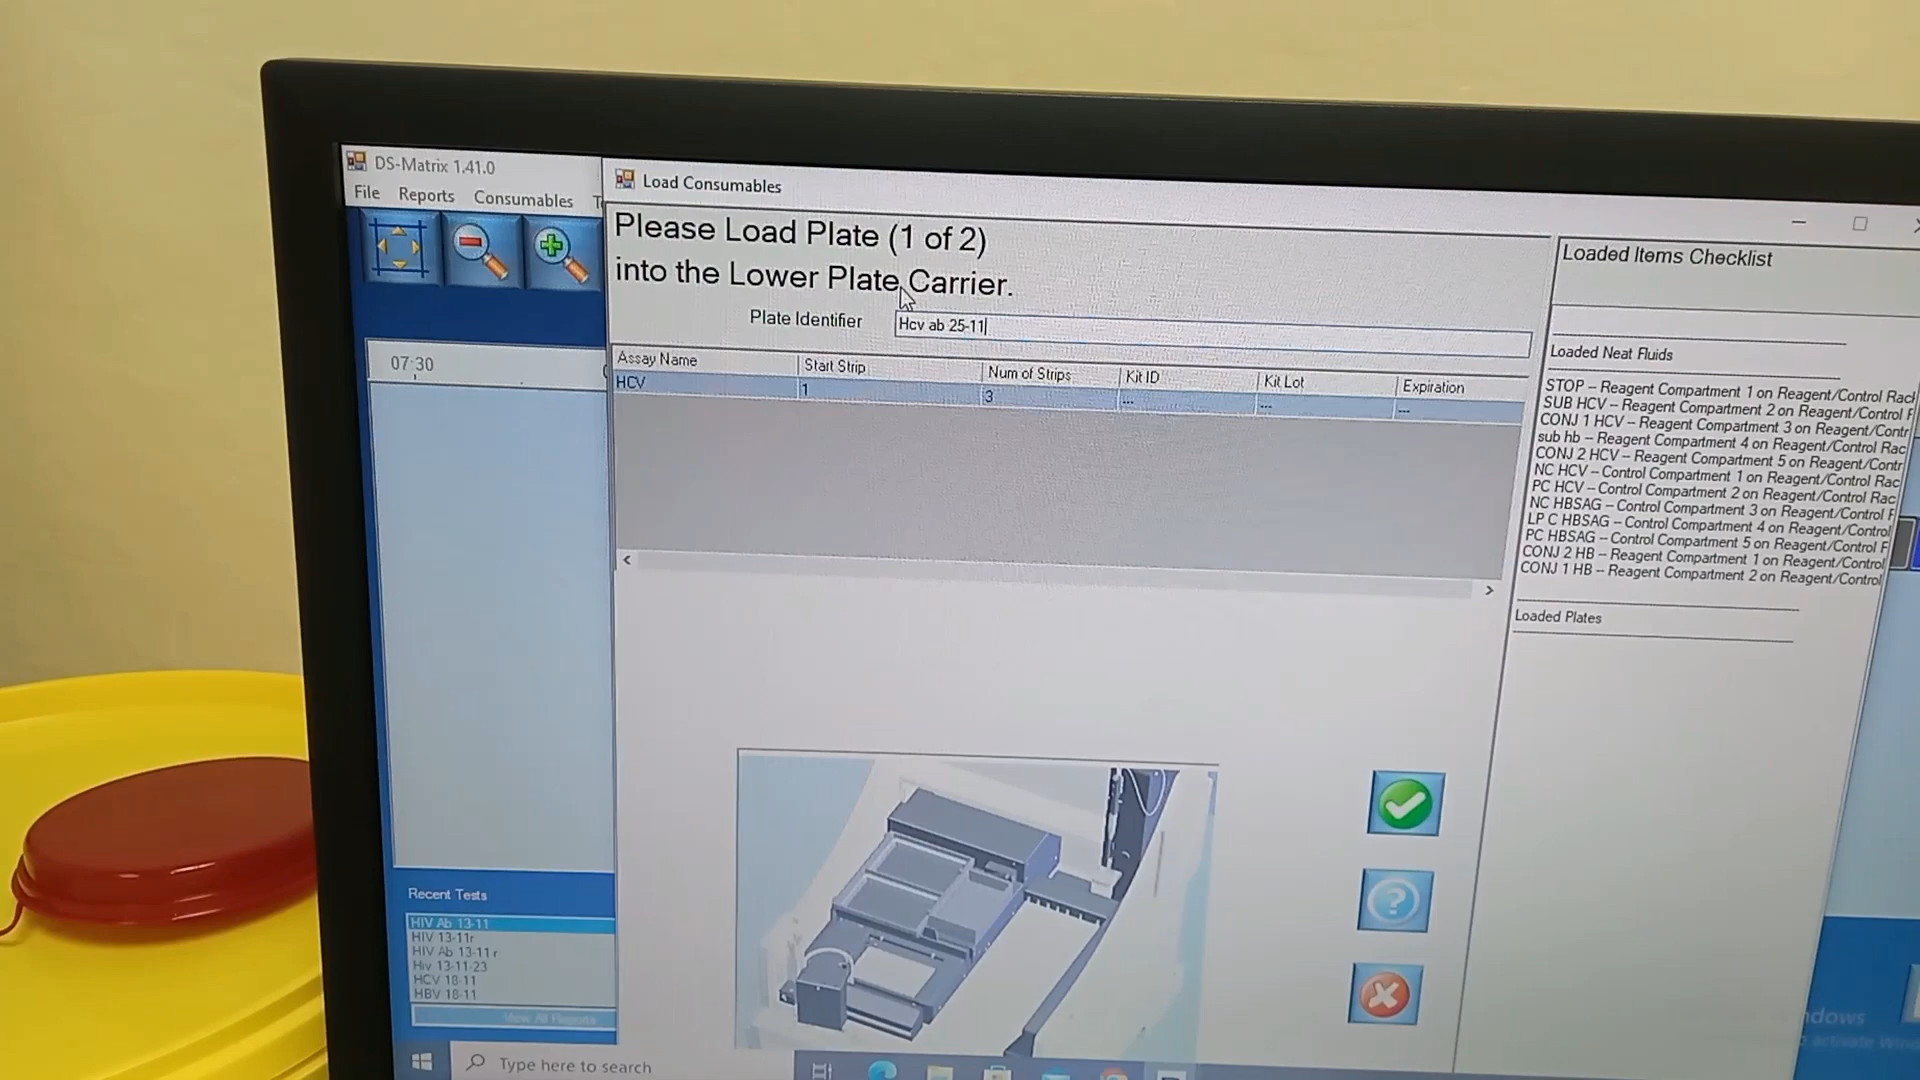 DS-Matrix 1.41.0
File Reports Consumables
Load Consumables
Please Load Plate (1 of 2)
into the Lower Plate Carrier.
Plate Identifier
Hcv ab 25-11
Assay Name Start Strip Num of Strips Kit ID Kit Lot Expiration
HCV 1 3 ... ... ...
07:30
Loaded Items Checklist
Loaded Neat Fluids
STOP -- Reagent Compartment 1 on Reagent/Control Rack
SUB HCV -- Reagent Compartment 2 on Reagent/Control
CONJ 1 HCV -- Reagent Compartment 3 on Reagent/Contr
sub hb -- Reagent Compartment 4 on Reagent/Control Rac
CONJ 2 HCV -- Reagent Compartment 5 on Reagent/Contr
NC HCV -- Control Compartment 1 on Reagent/Control Rac
PC HCV -- Control Compartment 2 on Reagent/Control Rac
NC HBSAG -- Control Compartment 3 on Reagent/Control
LP C HBSAG -- Control Compartment 4 on Reagent/Control
PC HBSAG -- Control Compartment 5 on Reagent/Control
CONJ 2 HB -- Reagent Compartment 1 on Reagent/Control
CONJ 1 HB -- Reagent Compartment 2 on Reagent/Control
Loaded Plates
Recent Tests
HIV Ab 13-11
HIV 13-11r
HIV Ab 13-11 r
Hiv 13-11-23
HCV 18-11
HBV 18-11
View All Reports
Type here to search